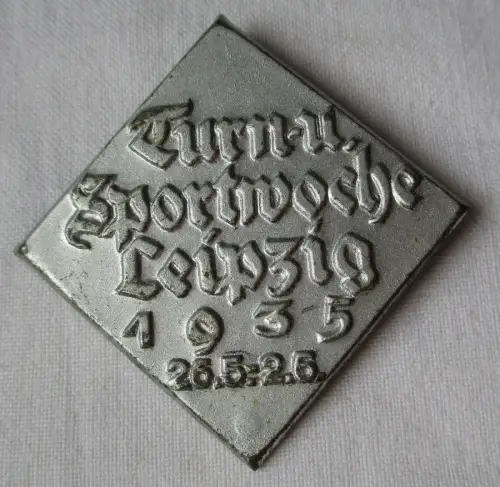 Turn-u.
Sportwoche
Leipzig
1935
26.5.-2.6.